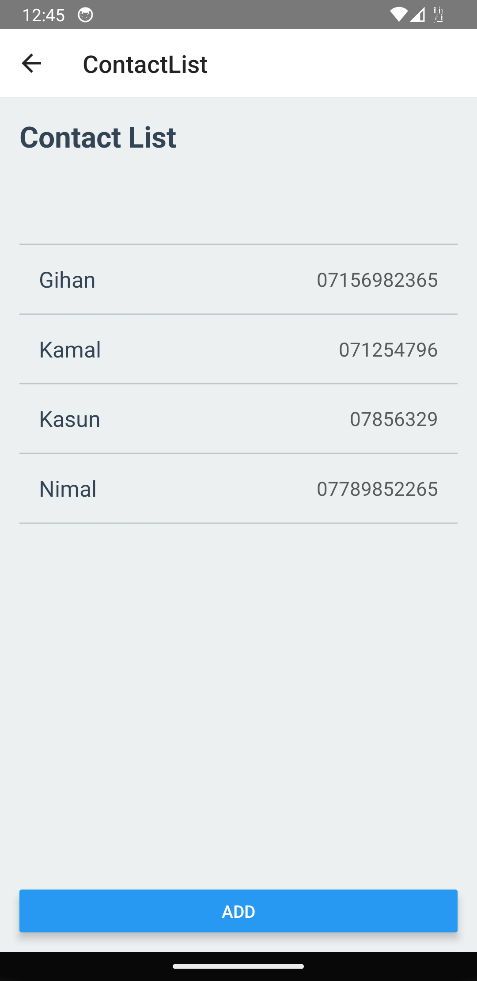 12:45
ContactList
Contact List
Gihan 07156982365
Kamal 071254796
Kasun 07856329
Nimal 07789852265
ADD